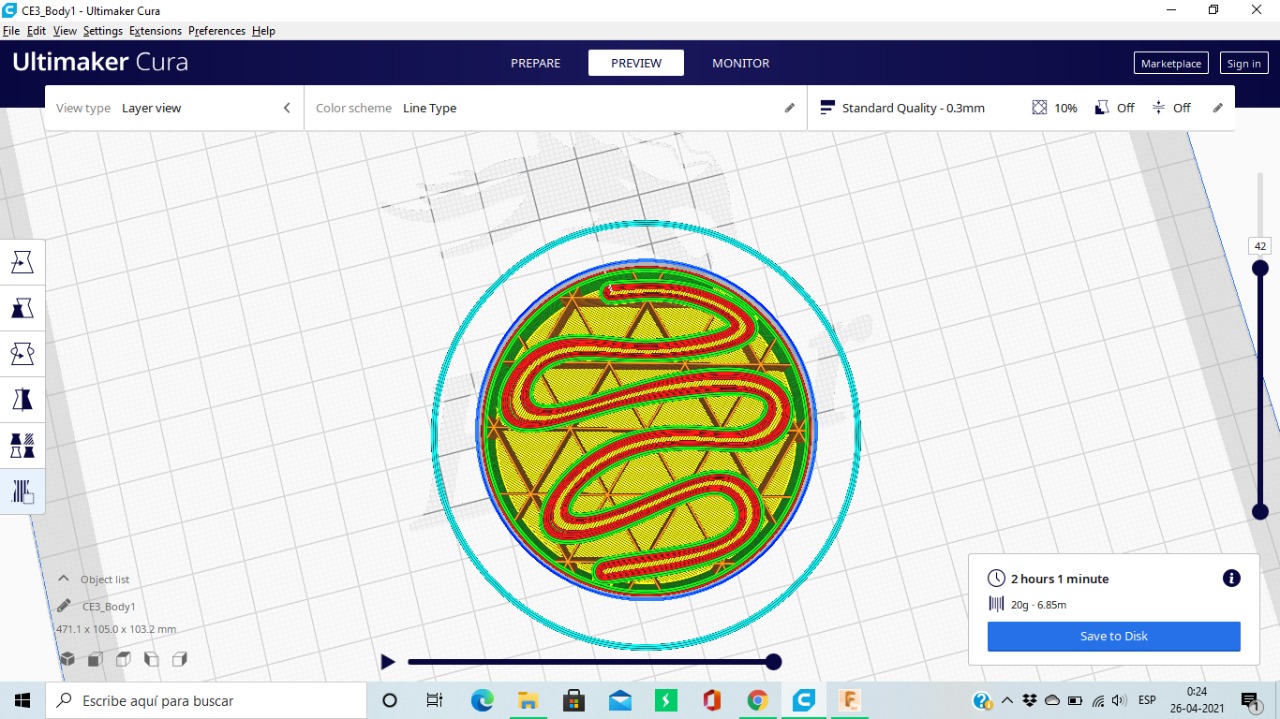 CE3_Body1 - Ultimaker Cura
File Edit View Settings Extensions Preferences Help
Ultimaker Cura
PREPARE PREVIEW MONITOR
Marketplace Sign in
View type Layer view
Color scheme Line Type
Standard Quality - 0.3mm 10% Off Off
42
Object list
CE3_Body1
471.1 x 105.0 x 103.2 mm
2 hours 1 minute
20g · 6.85m
Save to Disk
Escribe aquí para buscar
ESP
0:24
26-04-2021
1